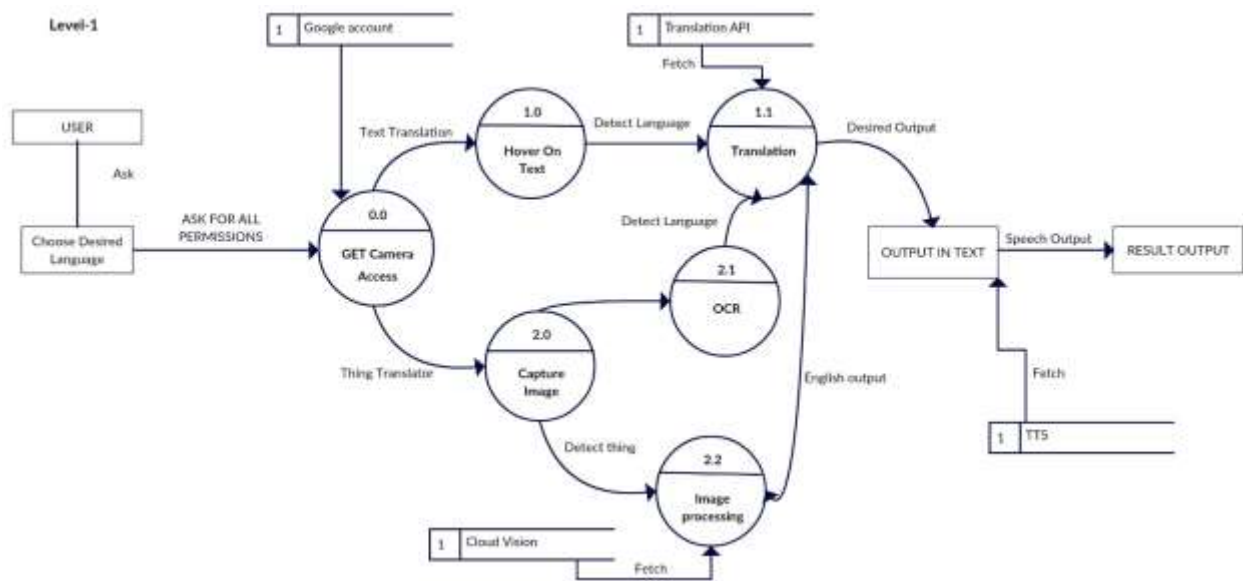 Level-1
1 Google account
1 Translation API
Fetch
USER
Ask
Choose Desired
Language
ASK FOR ALL
PERMISSIONS
0.0
GET Camera
Access
Text Translation
1.0
Hover On
Text
Detect Language
1.1
Translation
Desired Output
OUTPUT IN TEXT
Speech Output
RESULT OUTPUT
Thing Translator
2.0
Capture
Image
Detect Language
2.1
OCR
Detect thing
2.2
Image
processing
English output
1 Cloud Vision
Fetch
Fetch
1 TTS